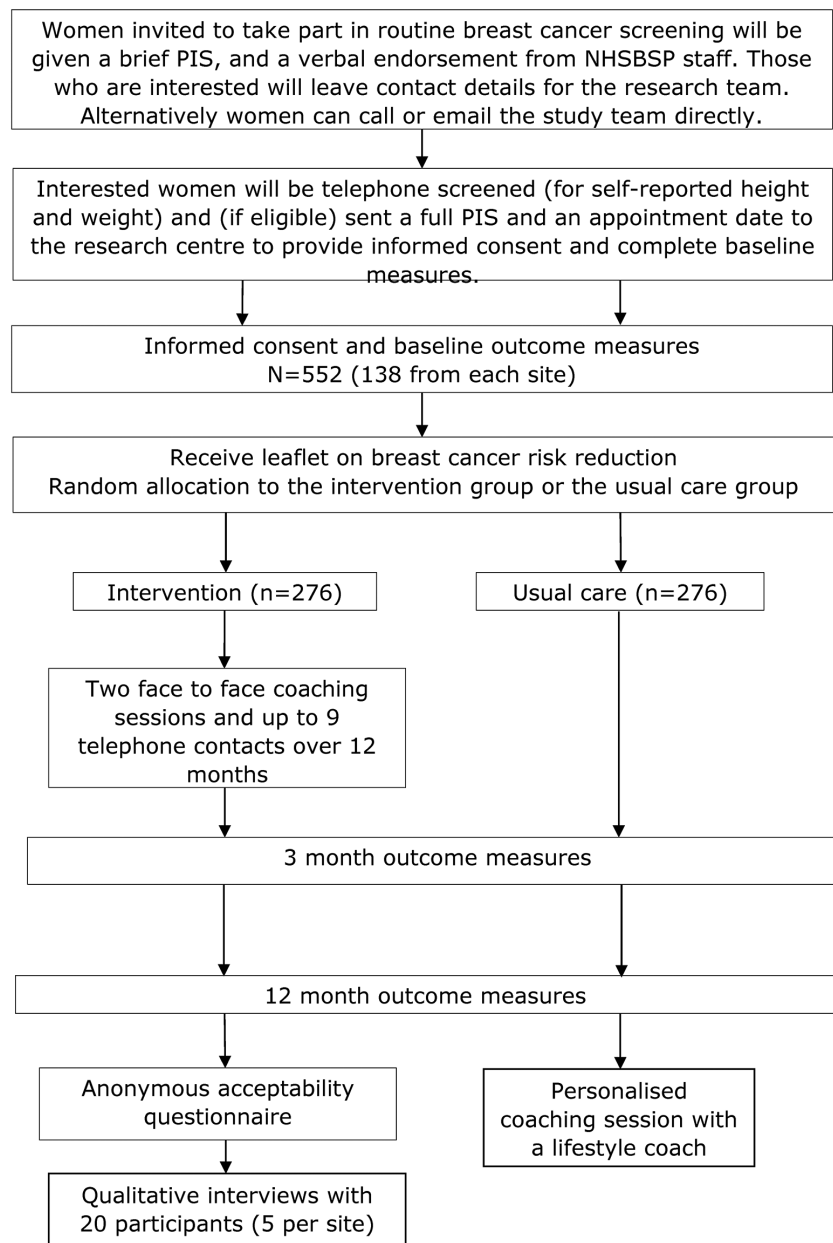 Women invited to take part in routine breast cancer screening will be
given a brief PIS, and a verbal endorsement from NHSBSP staff. Those
who are interested will leave contact details for the research team.
Alternatively women can call or email the study team directly.
Interested women will be telephone screened (for self-reported height
and weight) and (if eligible) sent a full PIS and an appointment date to
the research centre to provide informed consent and complete baseline
measures.
Informed consent and baseline outcome measures
N=552 (138 from each site)
Receive leaflet on breast cancer risk reduction
Random allocation to the intervention group or the usual care group
Intervention (n=276)
Usual care (n=276)
Two face to face coaching
sessions and up to 9
telephone contacts over 12
months
3 month outcome measures
12 month outcome measures
Anonymous acceptability
questionnaire
Personalised
coaching session with
a lifestyle coach
Qualitative interviews with
20 participants (5 per site)